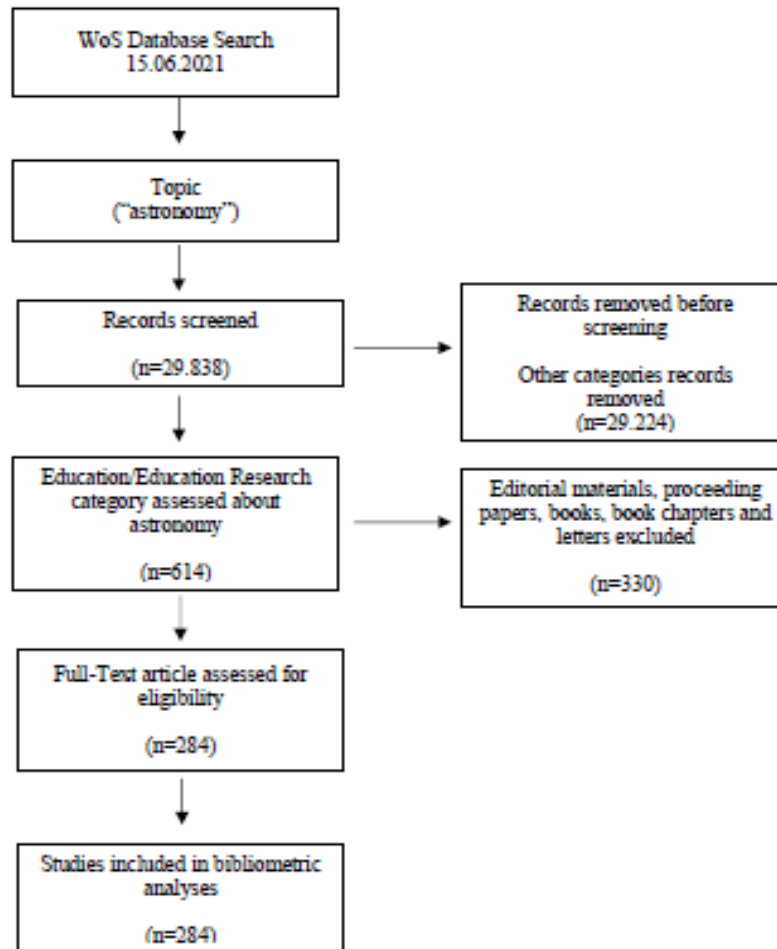 WoS Database Search
15.06.2021
Topic
(“astronomy”)
Records screened
(n=29.838)
Records removed before
screening
Other categories records
removed
(n=29.224)
Education/Education Research
category assessed about
astronomy
(n=614)
Editorial materials, proceeding
papers, books, book chapters and
letters excluded
(n=330)
Full-Text article assessed for
eligibility
(n=284)
Studies included in bibliometric
analyses
(n=284)